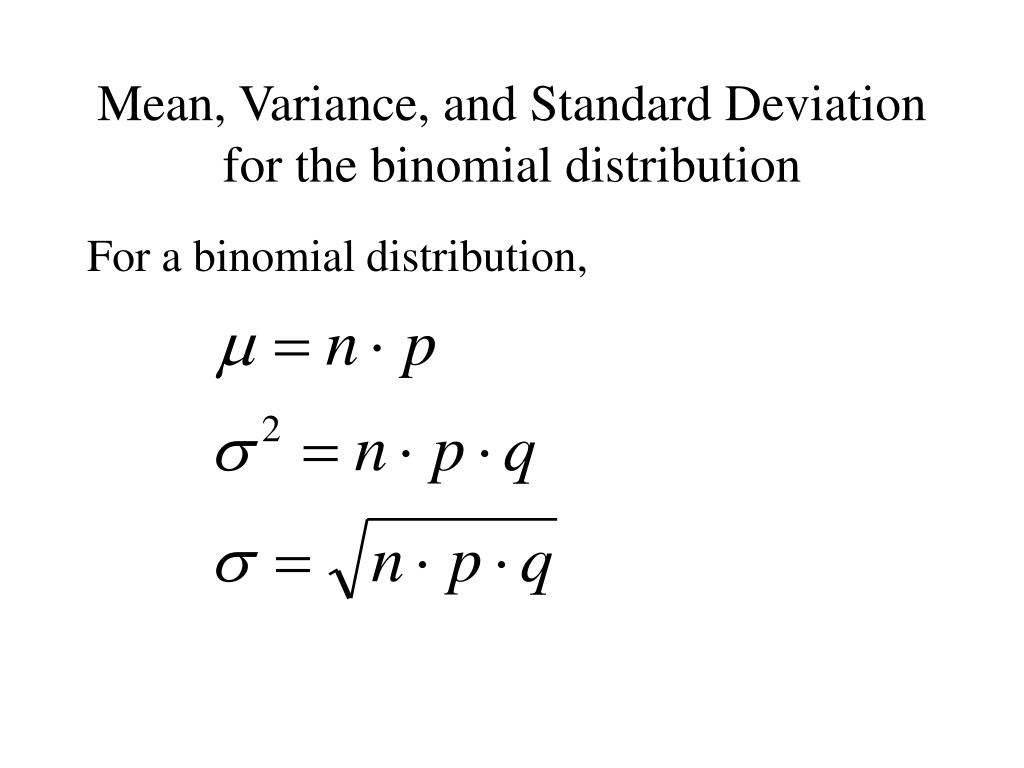 Mean, Variance, and Standard Deviation
for the binomial distribution
For a binomial distribution,
μ = n · p
σ² = n · p · q
σ = √(n · p · q)